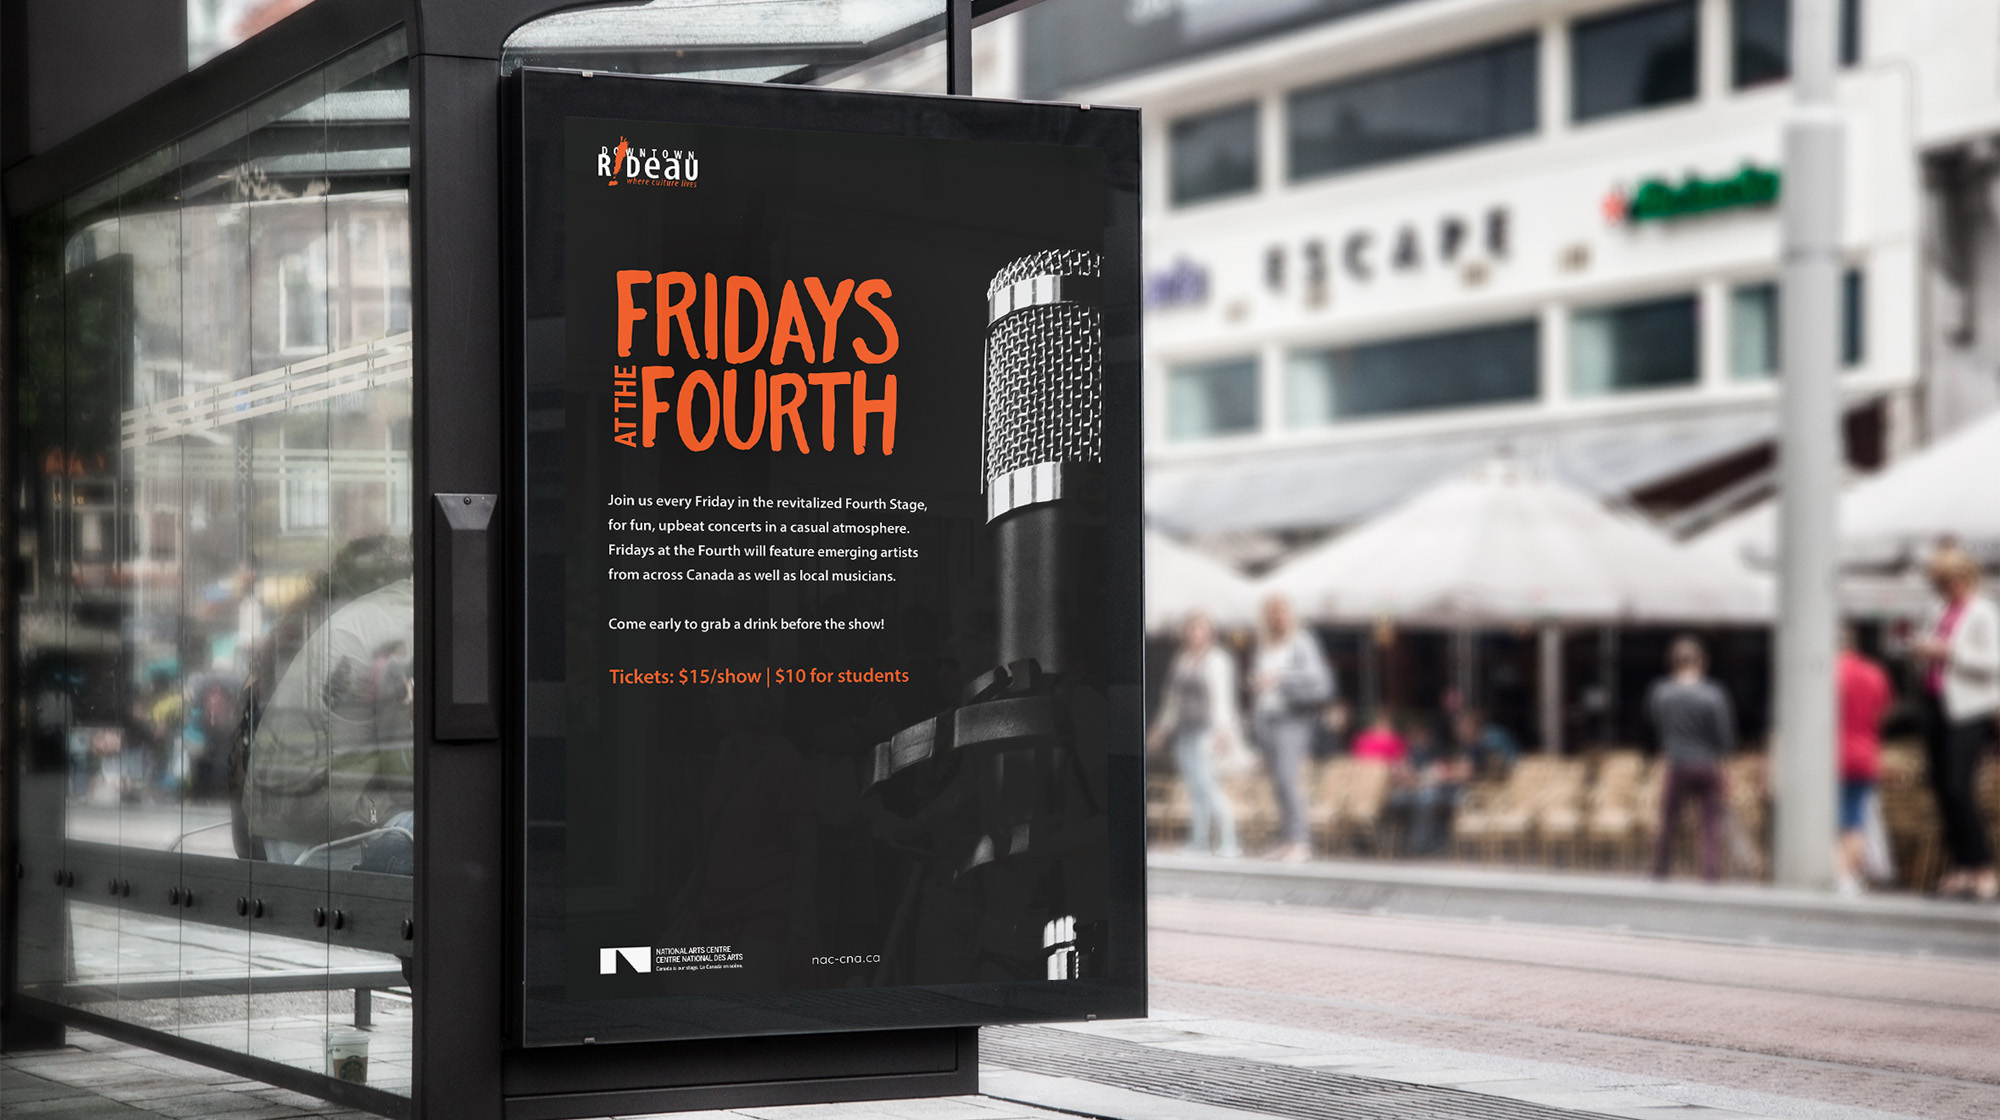 DOWNTOWN
RIDeaU
where culture lives
FRIDAYS
AT THE
FOURTH
Join us every Friday in the revitalized Fourth Stage,
for fun, upbeat concerts in a casual atmosphere.
Fridays at the Fourth will feature emerging artists
from across Canada as well as local musicians.
Come early to grab a drink before the show!
Tickets: $15/show | $10 for students
NATIONAL ARTS CENTRE
CENTRE NATIONAL DES ARTS
Canada is our stage. Le Canada en scène.
nac-cna.ca
ESCAPE
Heineken
XXX